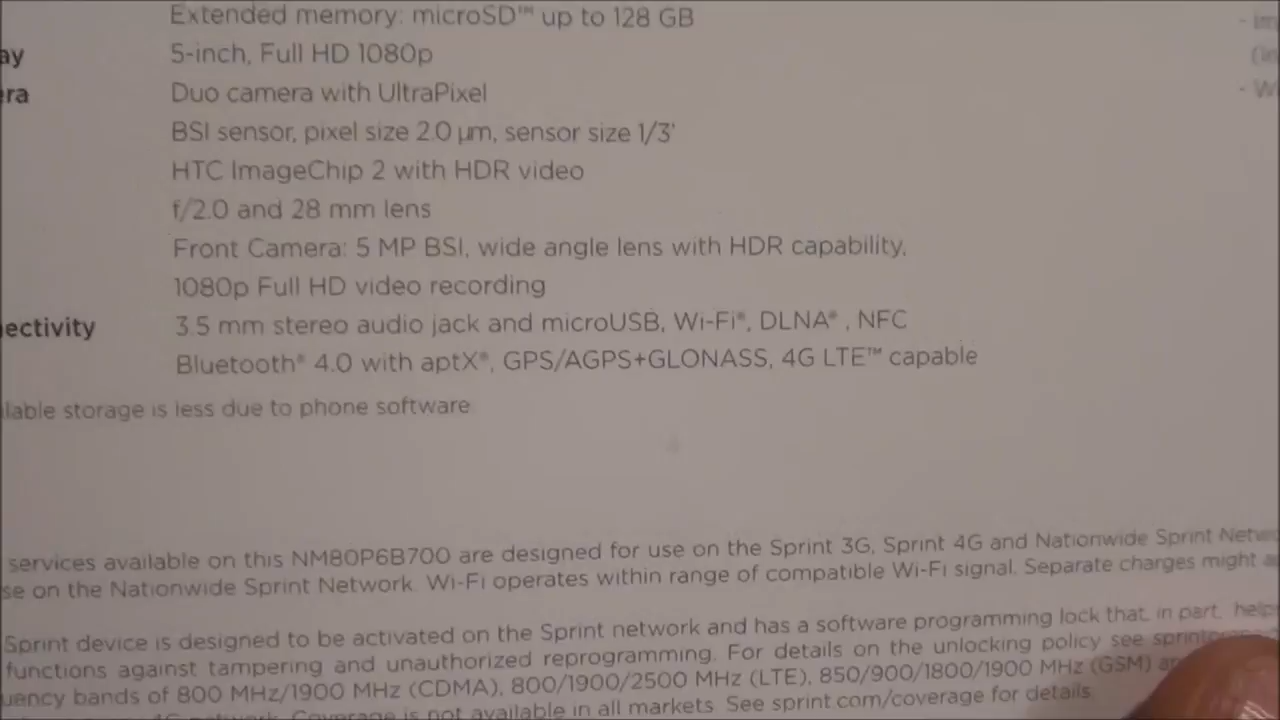 Extended memory: microSD™ up to 128 GB
ay 5-inch, Full HD 1080p
era Duo camera with UltraPixel
BSI sensor, pixel size 2.0 µm, sensor size 1/3'
HTC ImageChip 2 with HDR video
f/2.0 and 28 mm lens
Front Camera: 5 MP BSI, wide angle lens with HDR capability,
1080p Full HD video recording
ectivity 3.5 mm stereo audio jack and microUSB, Wi-Fi®, DLNA® , NFC
Bluetooth® 4.0 with aptX®, GPS/AGPS+GLONASS, 4G LTE™ capable
ilable storage is less due to phone software
services available on this NM80P6B700 are designed for use on the Sprint 3G, Sprint 4G and Nationwide Sprint Netw
se on the Nationwide Sprint Network. Wi-Fi operates within range of compatible Wi-Fi signal. Separate charges might a
Sprint device is designed to be activated on the Sprint network and has a software programming lock that, in part, help
functions against tampering and unauthorized reprogramming. For details on the unlocking policy see
uency bands of 800 MHz/1900 MHz (CDMA), 800/1900/2500 MHz (LTE), 850/900/1800/1900 MHz (GSM)
4G network. Coverage is not available in all markets. See sprint.com/coverage for details.